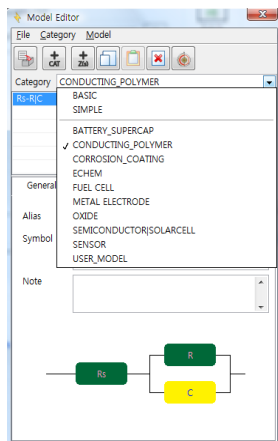 Model Editor
File Category Model
CAT Z(ω)
Category CONDUCTING_POLYMER
Rs-R|C
BASIC
SIMPLE
BATTERY_SUPERCAP
✓ CONDUCTING_POLYMER
CORROSION_COATING
ECHEM
FUEL CELL
METAL ELECTRODE
OXIDE
SEMICONDUCTOR|SOLARCELL
SENSOR
USER_MODEL
General
Alias
Symbol
Note
R
Rs
C